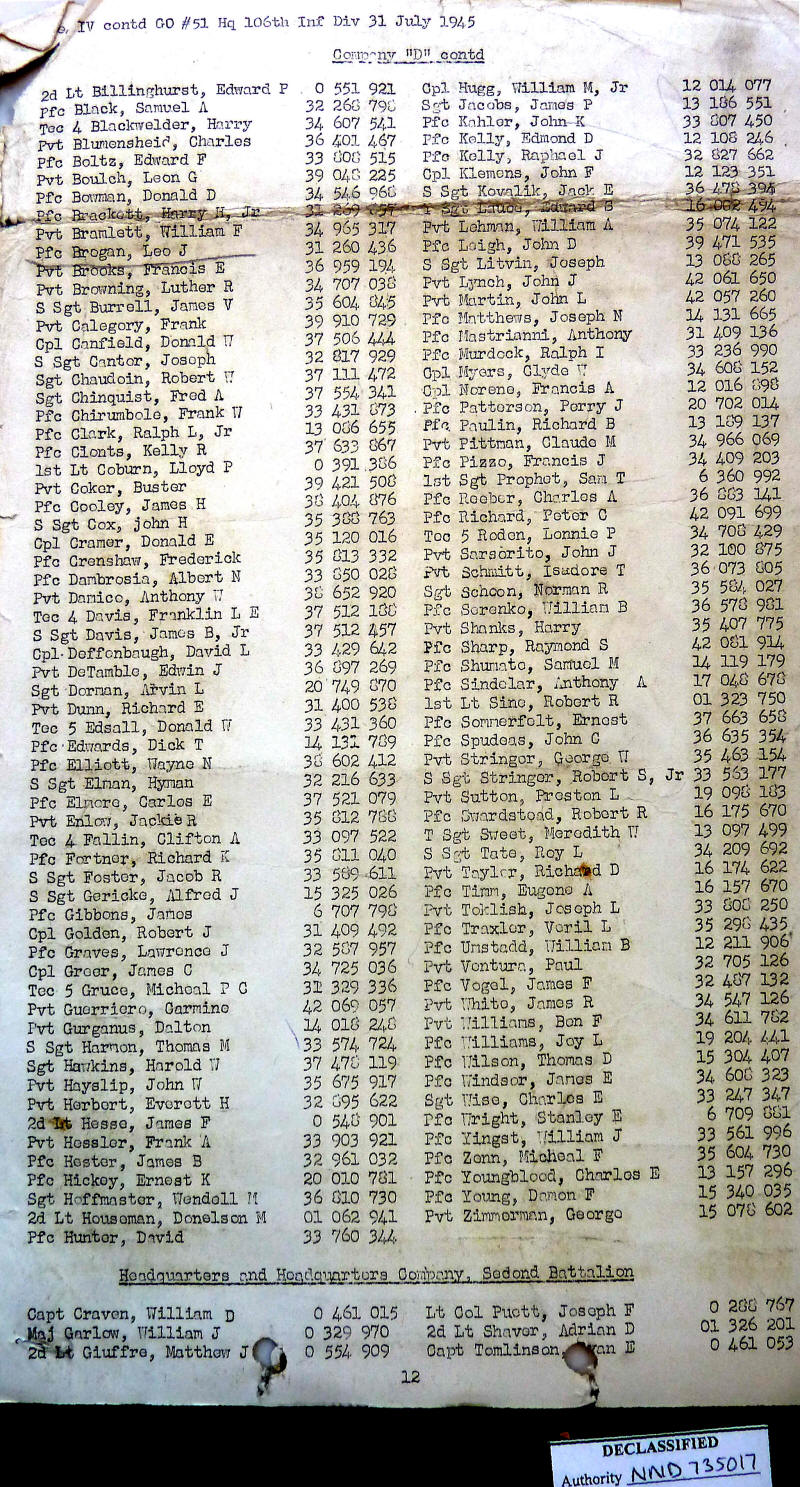 IV contd GO #51 Hq 106th Inf Div 31 July 1945
Company "D" contd
2d Lt Billinghurst, Edward P 0 551 921
Pfc Black, Samuel A 32 268 798
Tec 4 Blackwelder, Harry 34 607 541
Pvt Blumensheid, Charles 36 401 467
Pfc Boltz, Edward F 33 808 515
Pvt Boulch, Leon G 39 048 225
Pfc Bowman, Donald D 34 546 968
Pfc Brackett, Harry H, Jr 31 269 657
Pvt Bramlett, William F 34 965 317
Pfc Brogan, Leo J 31 260 436
Pvt Brooks, Francis E 36 959 194
Pvt Browning, Luther R 34 707 038
S Sgt Burrell, James V 35 604 845
Pvt Calegory, Frank 39 910 729
Cpl Canfield, Donald W 37 506 444
S Sgt Cantor, Joseph 32 817 929
Sgt Chaudoin, Robert W 37 111 472
Sgt Chinquist, Fred A 37 554 341
Pfc Chirumbole, Frank W 33 431 873
Pfc Clark, Ralph L, Jr 13 086 655
Pfc Clonts, Kelly R 37 633 867
1st Lt Coburn, Lloyd P 0 391 386
Pvt Coker, Buster 39 421 508
Pfc Cooley, James H 38 404 876
S Sgt Cox, john H 35 388 763
Cpl Cramer, Donald E 35 120 016
Pfc Crenshaw, Frederick 35 813 332
Pfc Dambrosia, Albert N 33 850 028
Pvt Damico, Anthony W 38 652 920
Tec 4 Davis, Franklin L E 37 512 188
S Sgt Davis, James B, Jr 37 512 457
Cpl Deffenbaugh, David L 33 429 642
Pvt DeTamble, Edwin J 36 897 269
Sgt Dorman, Arvin L 20 749 870
Pvt Dunn, Richard E 31 400 538
Tec 5 Edsall, Donald W 33 431 360
Pfc Edwards, Dick T 14 131 789
Pfc Elliott, Wayne N 38 602 412
S Sgt Elman, Hyman 32 216 633
Pfc Elmore, Carlos E 37 521 079
Pvt Enlow, Jackie R 35 812 788
Tec 4 Fallin, Clifton A 33 097 522
Pfc Fortner, Richard K 35 811 040
S Sgt Foster, Jacob R 33 589 611
S Sgt Gericke, Alfred J 15 325 026
Pfc Gibbons, James 6 707 798
Cpl Golden, Robert J 31 409 492
Pfc Graves, Lawrence J 32 587 957
Cpl Greer, James C 34 725 036
Tec 5 Gruce, Micheal P C 31 329 336
Pvt Guerriero, Carmine 42 069 057
Pvt Gurganus, Dalton 14 018 248
S Sgt Harmon, Thomas M 33 574 724
Sgt Hawkins, Harold W 37 478 119
Pvt Hayslip, John W 35 675 917
Pvt Herbert, Everett H 32 895 622
2d Lt Hesse, James F 0 548 901
Pvt Hessler, Frank A 33 903 921
Pfc Hester, James B 32 961 032
Pfc Hickey, Ernest K 20 010 781
Sgt Hoffmaster, Wendell M 36 810 730
2d Lt Houseman, Donelson M 01 062 941
Pfc Hunter, David 33 760 344
Cpl Hugg, William M, Jr 12 014 077
Sgt Jacobs, James P 13 186 551
Pfc Kahler, John K 33 807 450
Pfc Kelly, Edmond D 12 108 246
Pfc Kelly, Raphael J 32 827 662
Cpl Klemens, John F 12 123 351
S Sgt Kovalik, Jack E 36 478 394
T Sgt Edward S 16 082 494
Pvt Lehman, William A 35 074 122
Pfc Leigh, John D 39 471 535
S Sgt Litvin, Joseph 13 088 265
Pvt Lynch, John J 42 061 650
Pvt Martin, John L 42 057 260
Pfc Matthews, Joseph N 14 131 665
Pfc Mastrianni, Anthony 31 409 136
Pfc Murdock, Ralph I 33 236 990
Cpl Myers, Clyde W 34 608 152
Cpl Norene, Francis A 12 016 898
Pfc Patterson, Perry J 20 702 014
Pfc Paulin, Richard B 13 189 137
Pvt Pittman, Claude M 34 966 069
Pfc Pizzo, Francis J 34 409 203
1st Sgt Prophet, Sam T 6 360 992
Pfc Reeber, Charles A 36 883 141
Pfc Richard, Peter C 42 091 699
Tec 5 Roden, Lonnie P 34 708 429
Pvt Sarsorito, John J 32 100 875
Pvt Schmitt, Isadore T 36 073 805
Sgt Schoon, Norman R 35 584 027
Pfc Serenko, William B 36 578 981
Pvt Shanks, Harry 35 407 775
Pfc Sharp, Raymond S 42 081 914
Pfc Shumate, Samuel M 14 119 179
Pfc Sindelar, Anthony A 17 048 678
1st Lt Sine, Robert R 01 323 750
Pfc Sommerfelt, Ernest 37 663 658
Pfc Spudeas, John C 36 635 354
Pvt Stringer, George W 35 463 154
S Sgt Stringer, Robert S, Jr 33 563 177
Pvt Sutton, Preston L 19 098 183
Pfc Swardstead, Robert R 16 175 670
T Sgt Sweet, Meredith W 13 097 499
S Sgt Tate, Roy L 34 209 692
Pvt Taylor, Richard D 16 174 622
Pfc Timm, Eugene A 16 157 670
Pvt Toklish, Joseph L 33 808 250
Pfc Traxler, Veril L 35 298 435
Pfc Umstadd, William B 12 211 906
Pvt Ventura, Paul 32 705 126
Pfc Vogel, James F 32 487 132
Pvt White, James R 34 547 126
Pvt Williams, Ben F 34 611 782
Pfc Williams, Joy L 19 204 441
Pfc Wilson, Thomas D 15 304 407
Pfc Windsor, James E 34 608 323
Sgt Wise, Charles E 33 247 347
Pfc Wright, Stanley E 6 709 881
Pfc Yingst, William J 33 561 996
Pfc Zenn, Micheal F 35 604 730
Pfc Youngblood, Charles E 13 157 296
Pfc Young, Damon F 15 340 035
Pvt Zimmerman, George 15 078 602
Headquarters and Headquarters Company, Second Battalion
Capt Craven, William D 0 461 015 Lt Col Puett, Joseph F 0 288 767
Maj Garlow, William J 0 329 970 2d Lt Shaver, Adrian D 01 326 201
2d Lt Giuffre, Matthew J 0 554 909 Capt Tomlinson, E 0 461 053
12
DECLASSIFIED
Authority NND 735017